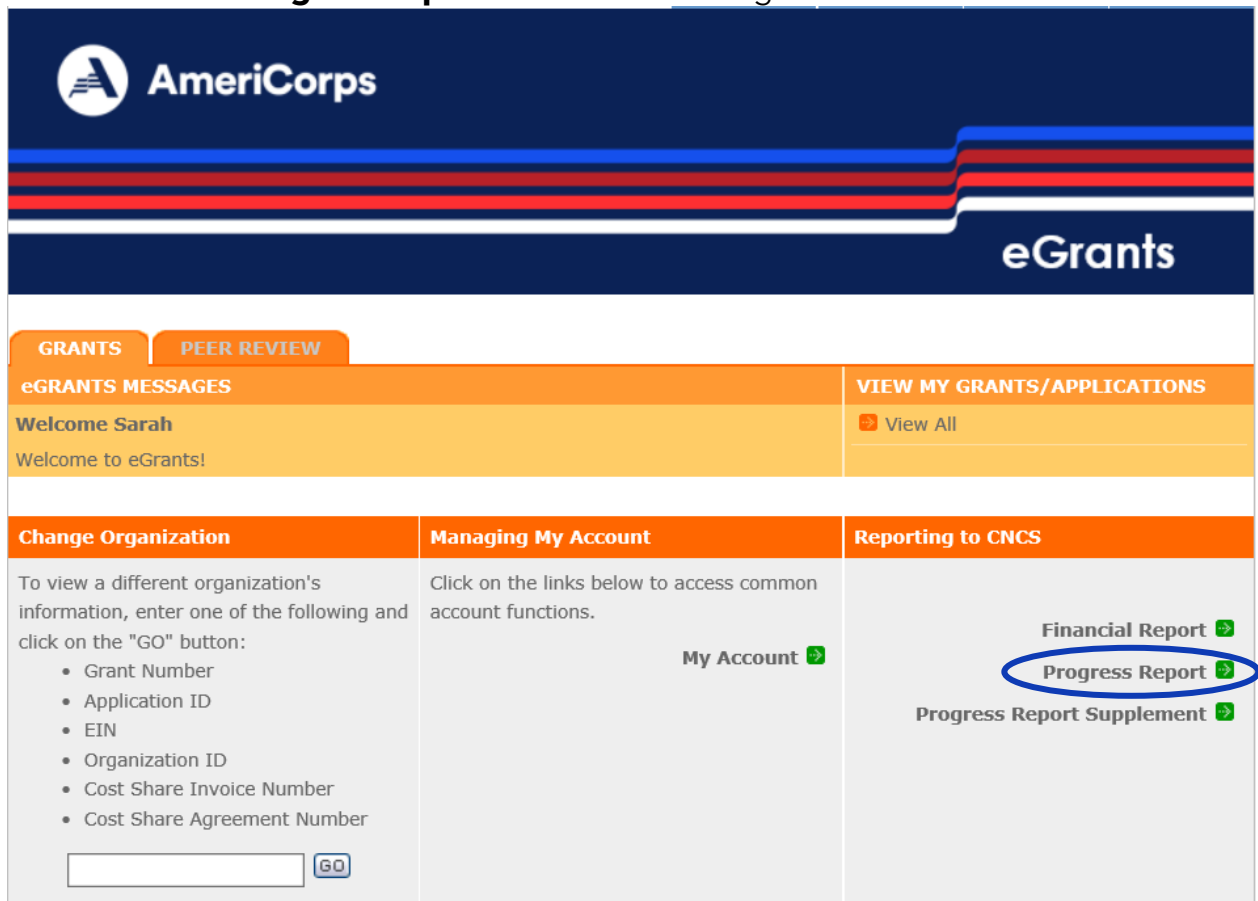 AmeriCorps
eGrants
GRANTS
PEER REVIEW
eGRANTS MESSAGES
VIEW MY GRANTS/APPLICATIONS
Welcome Sarah
View All
Welcome to eGrants!
Change Organization
Managing My Account
Reporting to CNCS
To view a different organization's
information, enter one of the following and
click on the "GO" button:
• Grant Number
• Application ID
• EIN
• Organization ID
• Cost Share Invoice Number
• Cost Share Agreement Number
GO
Click on the links below to access common
account functions.
My Account
Financial Report
Progress Report
Progress Report Supplement